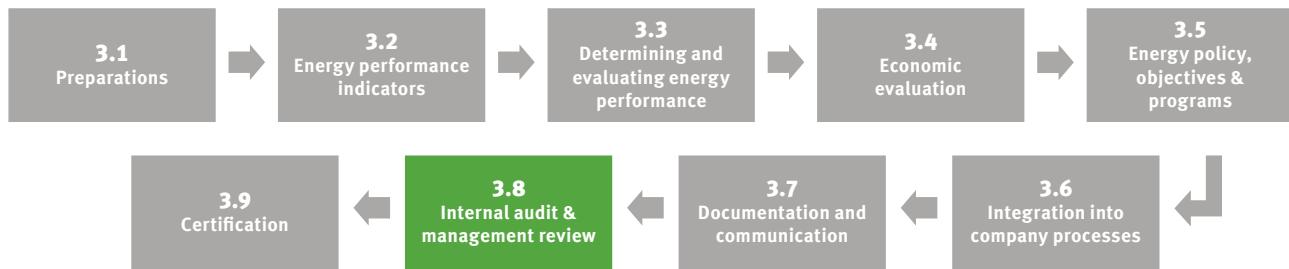 3.1
Preparations
3.2
Energy performance
indicators
3.3
Determining and
evaluating energy
performance
3.4
Economic
evaluation
3.5
Energy policy,
objectives &
programs
3.6
Integration into
company processes
3.7
Documentation and
communication
3.8
Internal audit &
management review
3.9
Certification